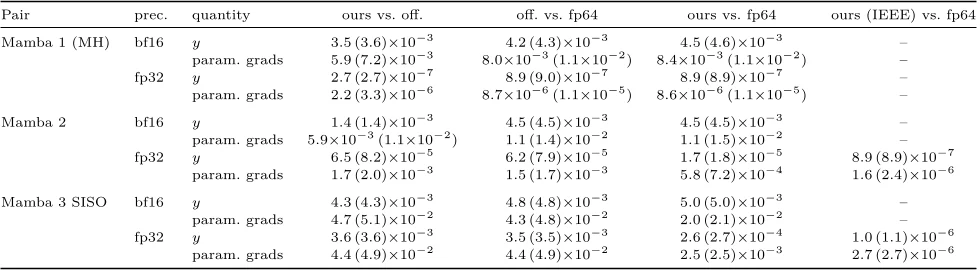 Pair prec. quantity ours vs. off. off. vs. fp64 ours vs. fp64 ours (IEEE) vs. fp64
Mamba 1 (MH) bf16 y 3.5 (3.6)×10⁻³ 4.2 (4.3)×10⁻³ 4.5 (4.6)×10⁻³ –
param. grads 5.9 (7.2)×10⁻³ 8.0×10⁻³ (1.1×10⁻²) 8.4×10⁻³ (1.1×10⁻²) –
fp32 y 2.7 (2.7)×10⁻⁷ 8.9 (9.0)×10⁻⁷ 8.9 (8.9)×10⁻⁷ –
param. grads 2.2 (3.3)×10⁻⁶ 8.7×10⁻⁶ (1.1×10⁻⁵) 8.6×10⁻⁶ (1.1×10⁻⁵) –
Mamba 2 bf16 y 1.4 (1.4)×10⁻³ 4.5 (4.5)×10⁻³ 4.5 (4.5)×10⁻³ –
param. grads 5.9×10⁻³ (1.1×10⁻²) 1.1 (1.4)×10⁻² 1.1 (1.5)×10⁻² –
fp32 y 6.5 (8.2)×10⁻⁵ 6.2 (7.9)×10⁻⁵ 1.7 (1.8)×10⁻⁵ 8.9 (8.9)×10⁻⁷
param. grads 1.7 (2.0)×10⁻³ 1.5 (1.7)×10⁻³ 5.8 (7.2)×10⁻⁴ 1.6 (2.4)×10⁻⁶
Mamba 3 SISO bf16 y 4.3 (4.3)×10⁻³ 4.8 (4.8)×10⁻³ 5.0 (5.0)×10⁻³ –
param. grads 4.7 (5.1)×10⁻² 4.3 (4.8)×10⁻² 2.0 (2.1)×10⁻² –
fp32 y 3.6 (3.6)×10⁻³ 3.5 (3.5)×10⁻³ 2.6 (2.7)×10⁻⁴ 1.0 (1.1)×10⁻⁶
param. grads 4.4 (4.9)×10⁻² 4.4 (4.9)×10⁻² 2.5 (2.5)×10⁻³ 2.7 (2.7)×10⁻⁶